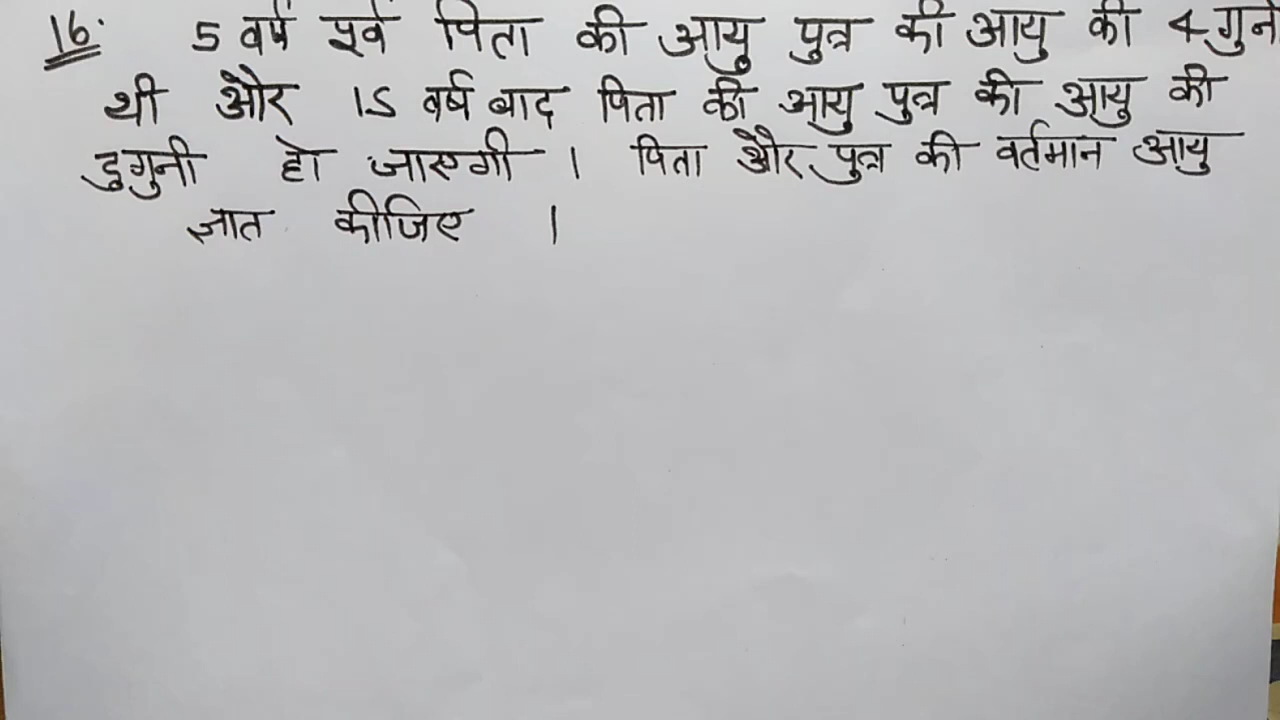 16. 5 वर्ष पूर्व पिता की आयु पुत्र की आयु की 4 गुनी
थी और 15 वर्ष बाद पिता की आयु पुत्र की आयु की
दुगुनी हो जाएगी । पिता और पुत्र की वर्तमान आयु
ज्ञात कीजिए ।